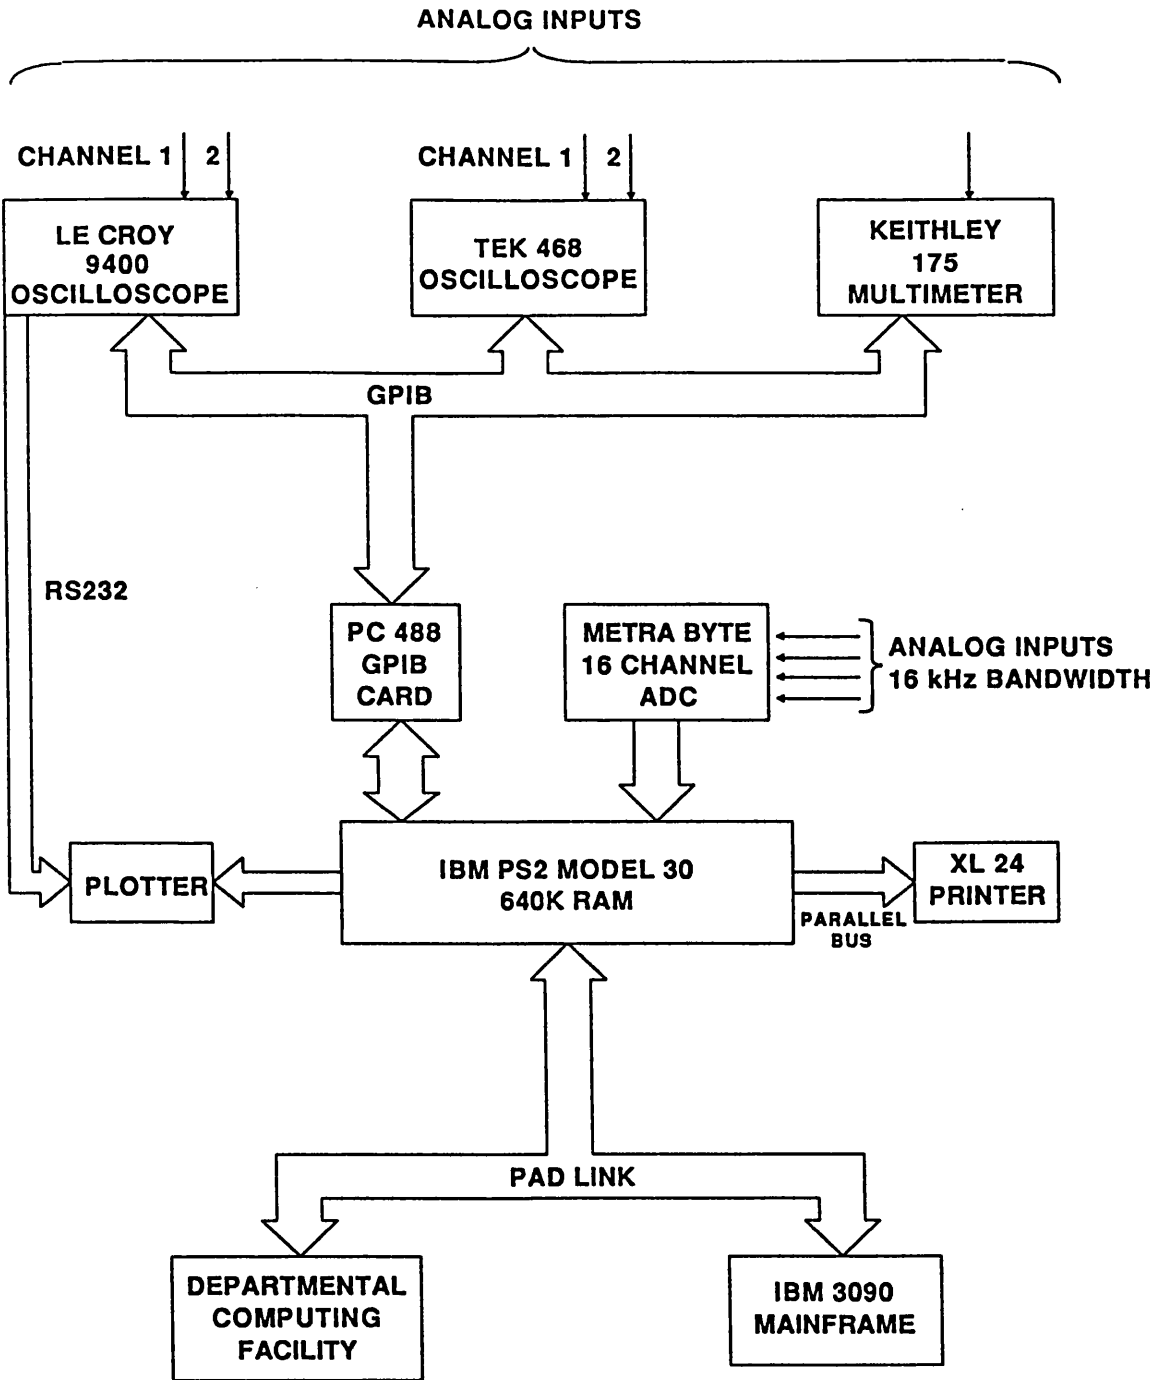 ANALOG INPUTS
CHANNEL 1 2
CHANNEL 1 2
LE CROY
9400
OSCILLOSCOPE
TEK 468
OSCILLOSCOPE
KEITHLEY
175
MULTIMETER
GPIB
RS232
PC 488
GPIB
CARD
METRA BYTE
16 CHANNEL
ADC
ANALOG INPUTS
16 kHz BANDWIDTH
PLOTTER
IBM PS2 MODEL 30
640K RAM
XL 24
PRINTER
PARALLEL
BUS
PAD LINK
DEPARTMENTAL
COMPUTING
FACILITY
IBM 3090
MAINFRAME